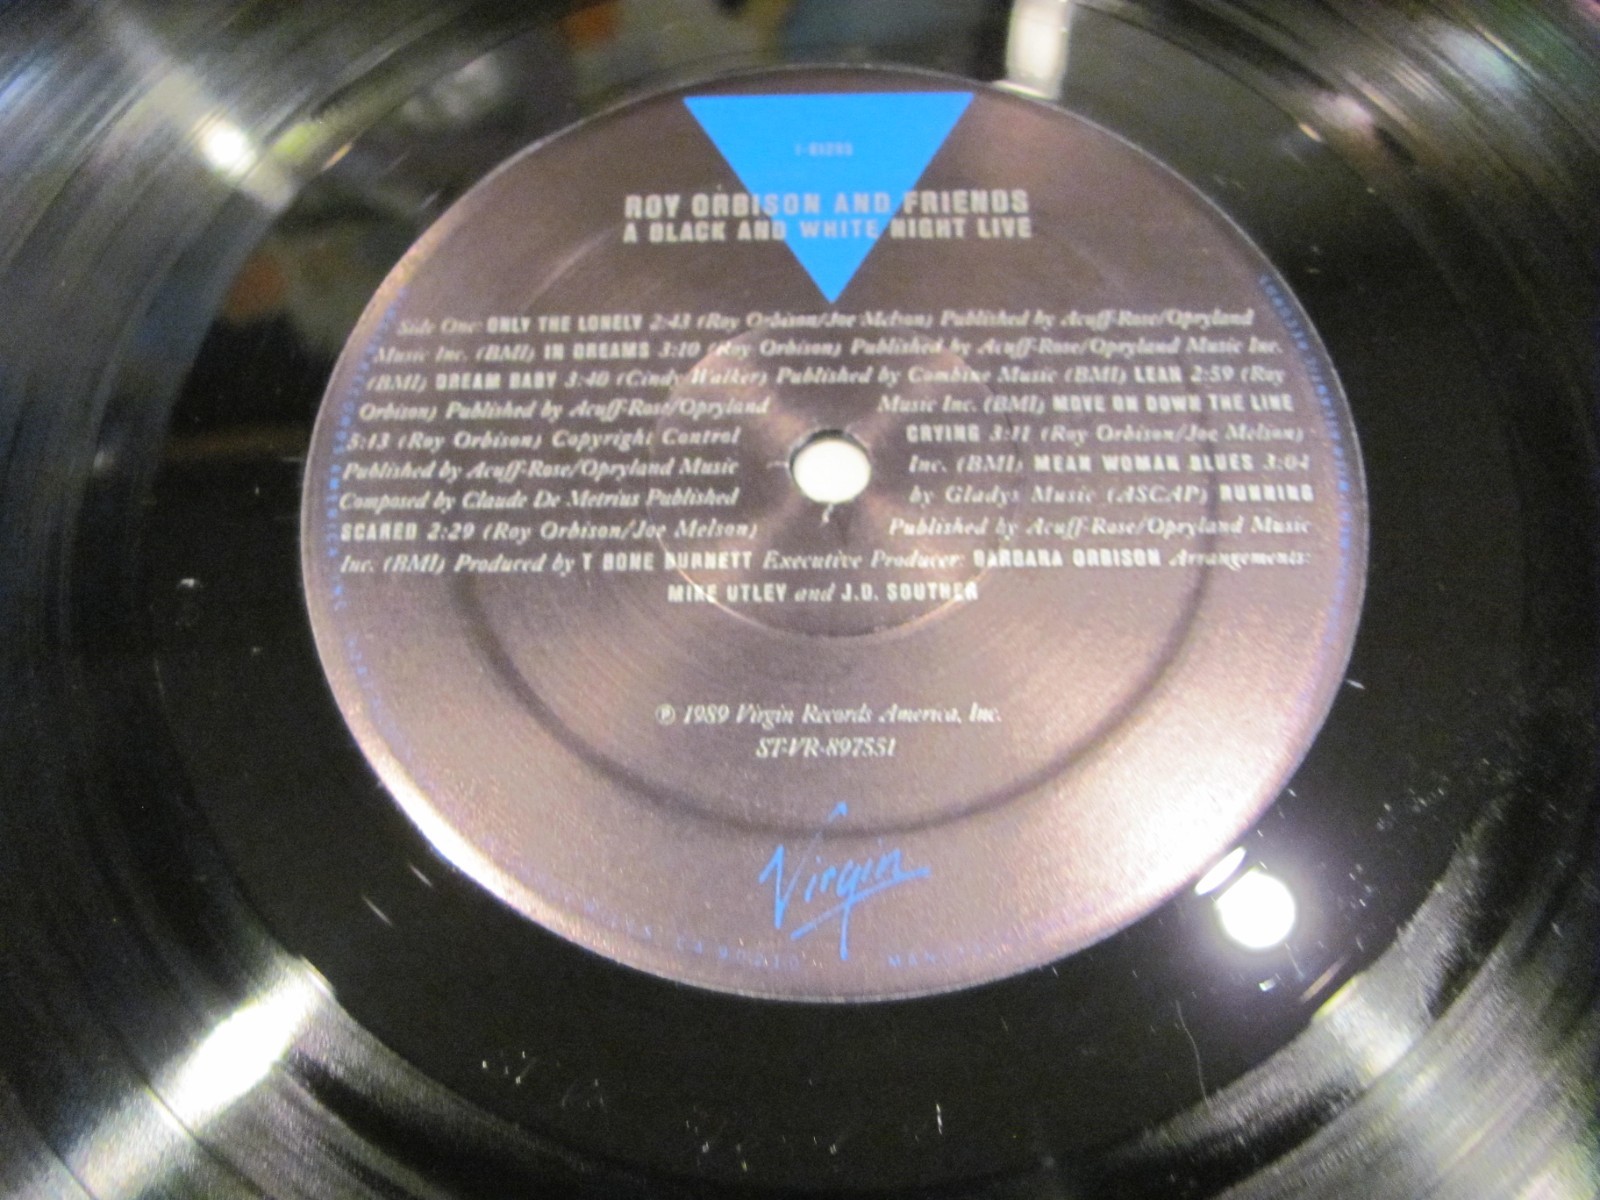 1-91295
ROY ORBISON AND FRIENDS
A BLACK AND WHITE NIGHT LIVE
Side One: ONLY THE LONELY 2:43 (Roy Orbison/Joe Melson) Published by Acuff-Rose/Opryland
Music Inc. (BMI) IN DREAMS 3:10 (Roy Orbison) Published by Acuff-Rose/Opryland Music Inc.
(BMI) DREAM BABY 3:40 (Cindy Walker) Published by Combine Music (BMI) LEAH 2:59 (Roy
Orbison) Published by Acuff-Rose/Opryland Music Inc. (BMI) MOVE ON DOWN THE LINE
5:13 (Roy Orbison) Copyright Control CRYING 3:11 (Roy Orbison/Joe Melson)
Published by Acuff-Rose/Opryland Music Inc. (BMI) MEAN WOMAN BLUES 3:04
Composed by Claude De Metrius Published by Gladys Music (ASCAP) RUNNING
SCARED 2:29 (Roy Orbison/Joe Melson) Published by Acuff-Rose/Opryland Music
Inc. (BMI) Produced by T BONE BURNETT Executive Producer: BARBARA ORBISON Arrangements:
MIKE UTLEY and J.D. SOUTHER
℗ 1989 Virgin Records America, Inc.
ST-VR-897551
Virgin